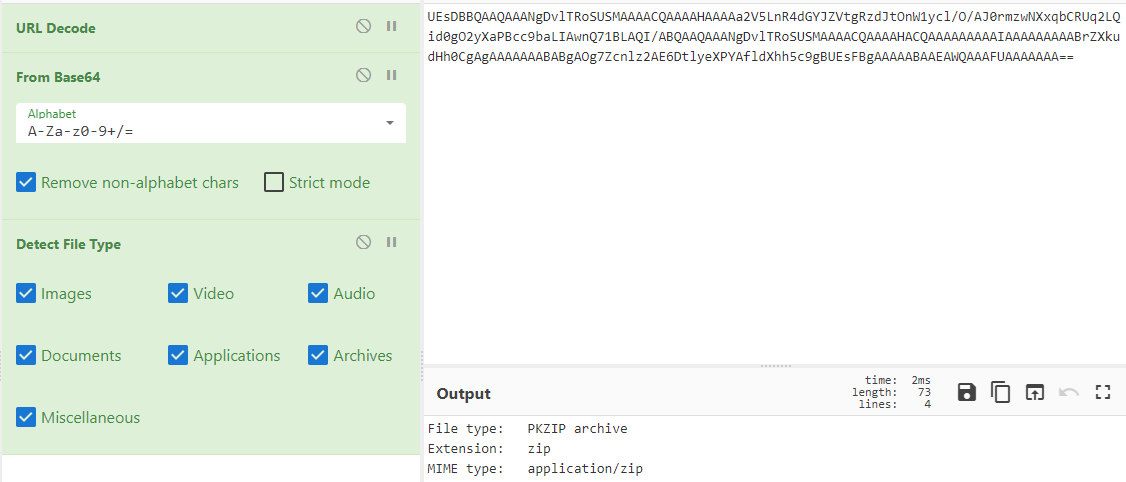 URL Decode
From Base64
Alphabet
A-Za-z0-9+/=
Remove non-alphabet chars
Strict mode
Detect File Type
Images
Video
Audio
Documents
Applications
Archives
Miscellaneous
UEsDBBQAAQAAANgDvlTRoSUSMAAAACQAAAAHAAAAa2V5LnR4dGYJZVtgRzdJtOnW1ycl/O/AJ0rmzwNXxqbCRUq2LQ
id0gO2yXaPBcc9baLIAwnQ71BLAQI/ABQAAQAAANgDvlTRoSUSMAAAACQAAAAHACQAAAAAAAAAIAAAAAAAAABrZXku
dHh0CgAgAAAAAAABABgAOg7Zcnlz2AE6DtlyeXPYAfldXhh5c9gBUEsFBgAAAAABAAEAWQAAAFUAAAAAAA==
Output
time: 2ms
length: 73
lines: 4
File type: PKZIP archive
Extension: zip
MIME type: application/zip